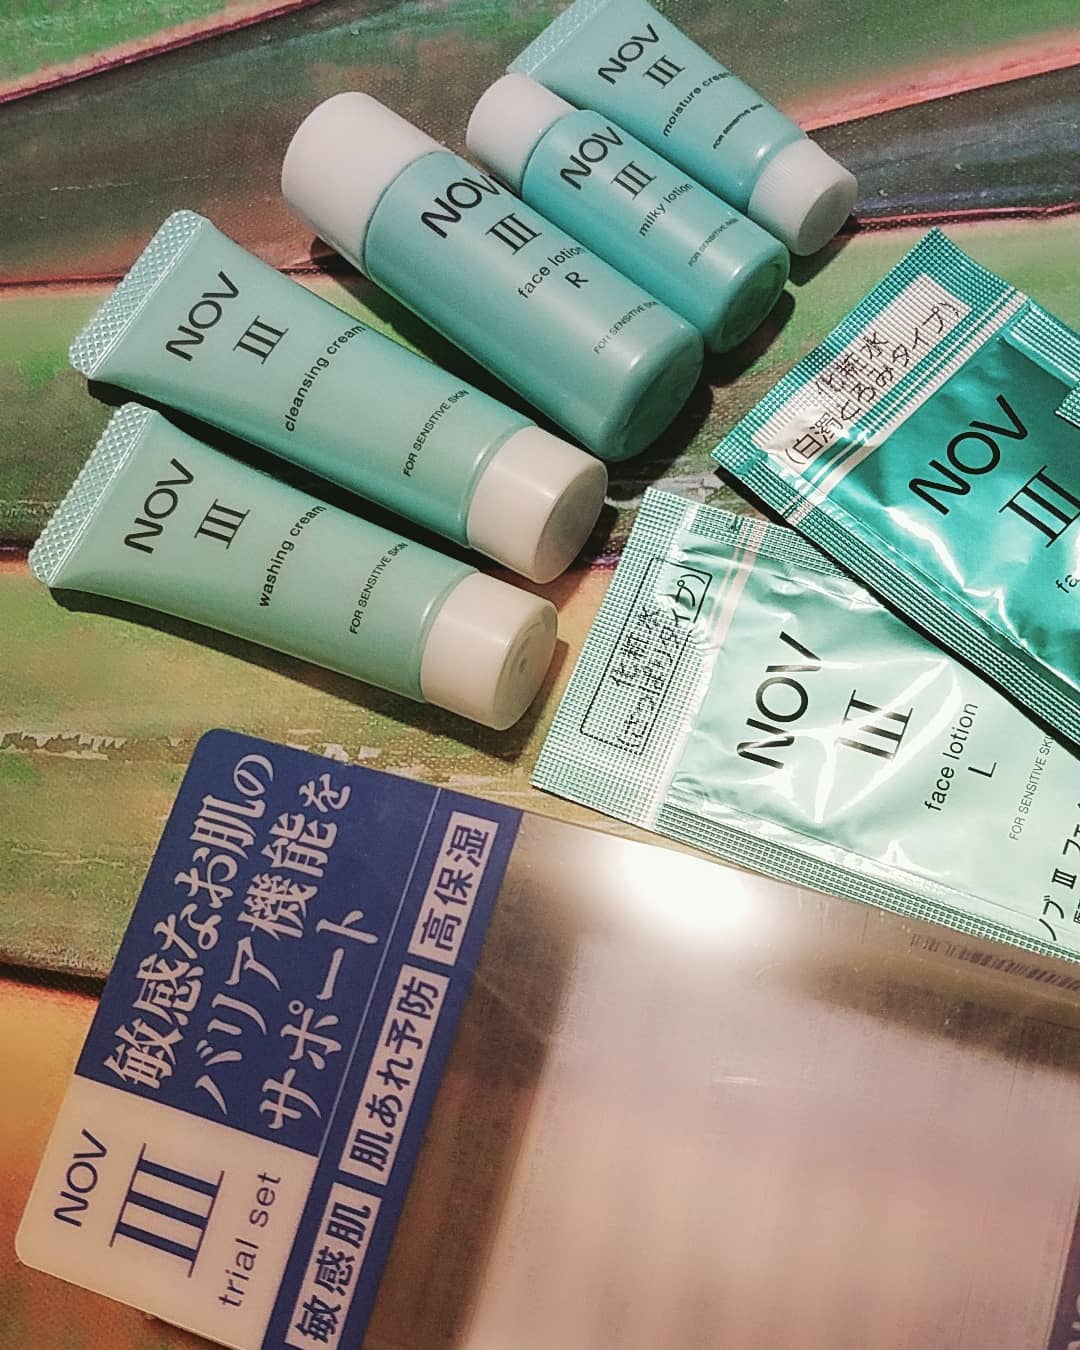 NOV
III
moisture cream
FOR SENSITIVE SKIN
NOV
III
milky lotion
FOR SENSITIVE SKIN
NOV
III
face lotion
R
FOR SENSITIVE SKIN
NOV
III
cleansing cream
FOR SENSITIVE SKIN
NOV
III
washing cream
FOR SENSITIVE SKIN
化粧水
(白濁とろみタイプ)
NOV
III
化粧水
(さっぱりタイプ)
NOV
III
face lotion
L
FOR SENSITIVE SKIN
ノブ III フェ
敏感なお肌の
バリア機能を
サポート
敏感肌 肌あれ予防 高保湿
NOV
III
trial set